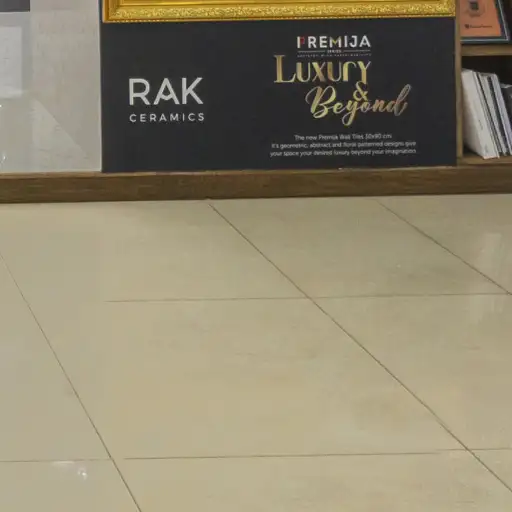 PREMIJA
SERIES
LUXURY
&
Beyond
RAK
CERAMICS
The new Premija Wall Tiles 30x90 cm
it's geometric, abstract and floral patterned designs give
your space your desired luxury beyond your imagination